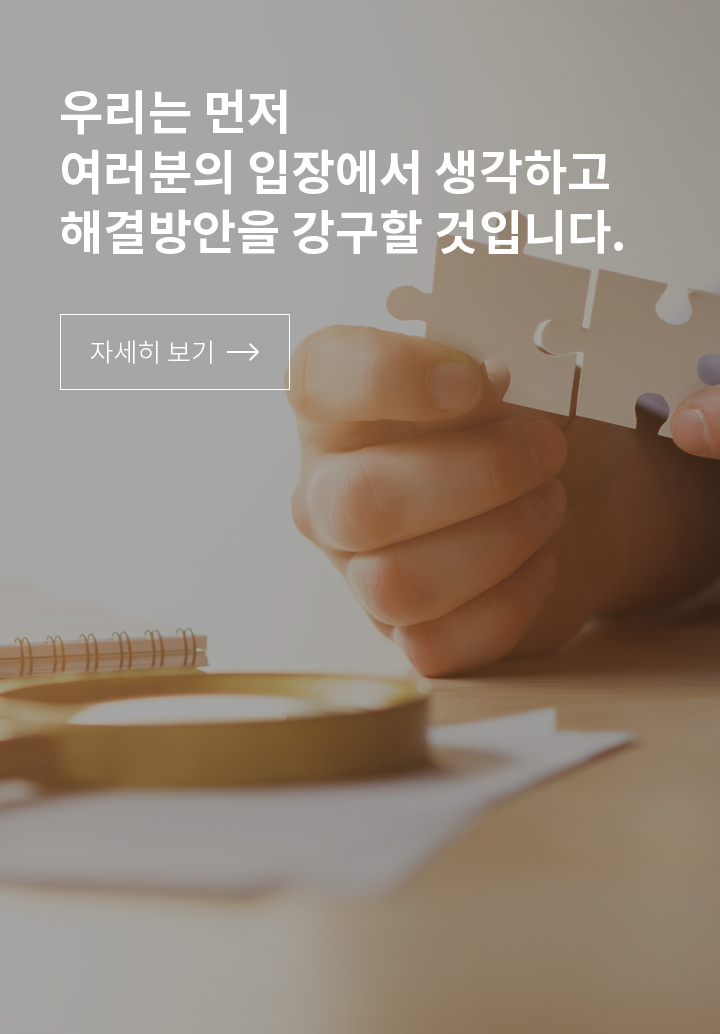 우리는 먼저
여러분의 입장에서 생각하고
해결방안을 강구할 것입니다.
자세히 보기 →